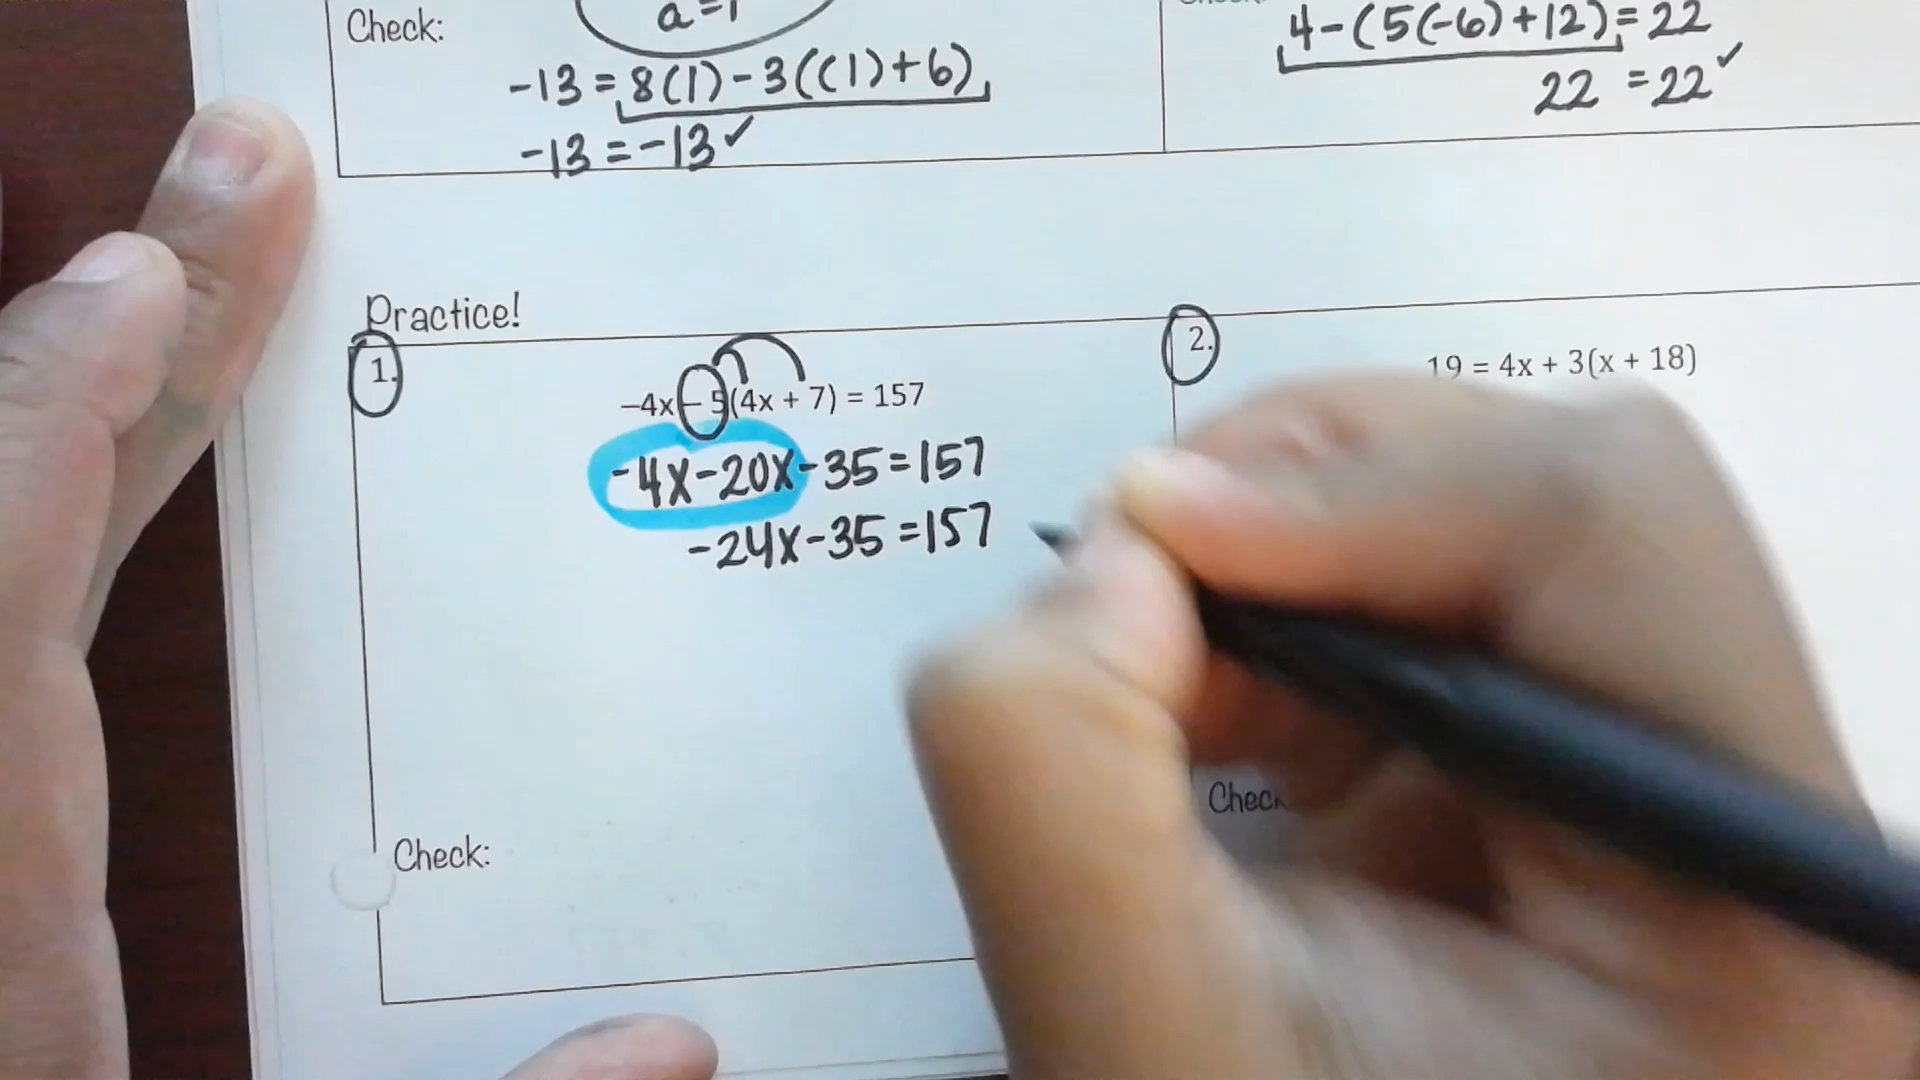 Check:
a=1
-13=8(1)-3((1)+6)
-13=-13✓
4-(5(-6)+12)=22
22=22✓
Practice!
1.
−4x − 5(4x + 7) = 157
-4x-20x-35=157
-24x-35=157
Check:
2.
19 = 4x + 3(x + 18)
Check